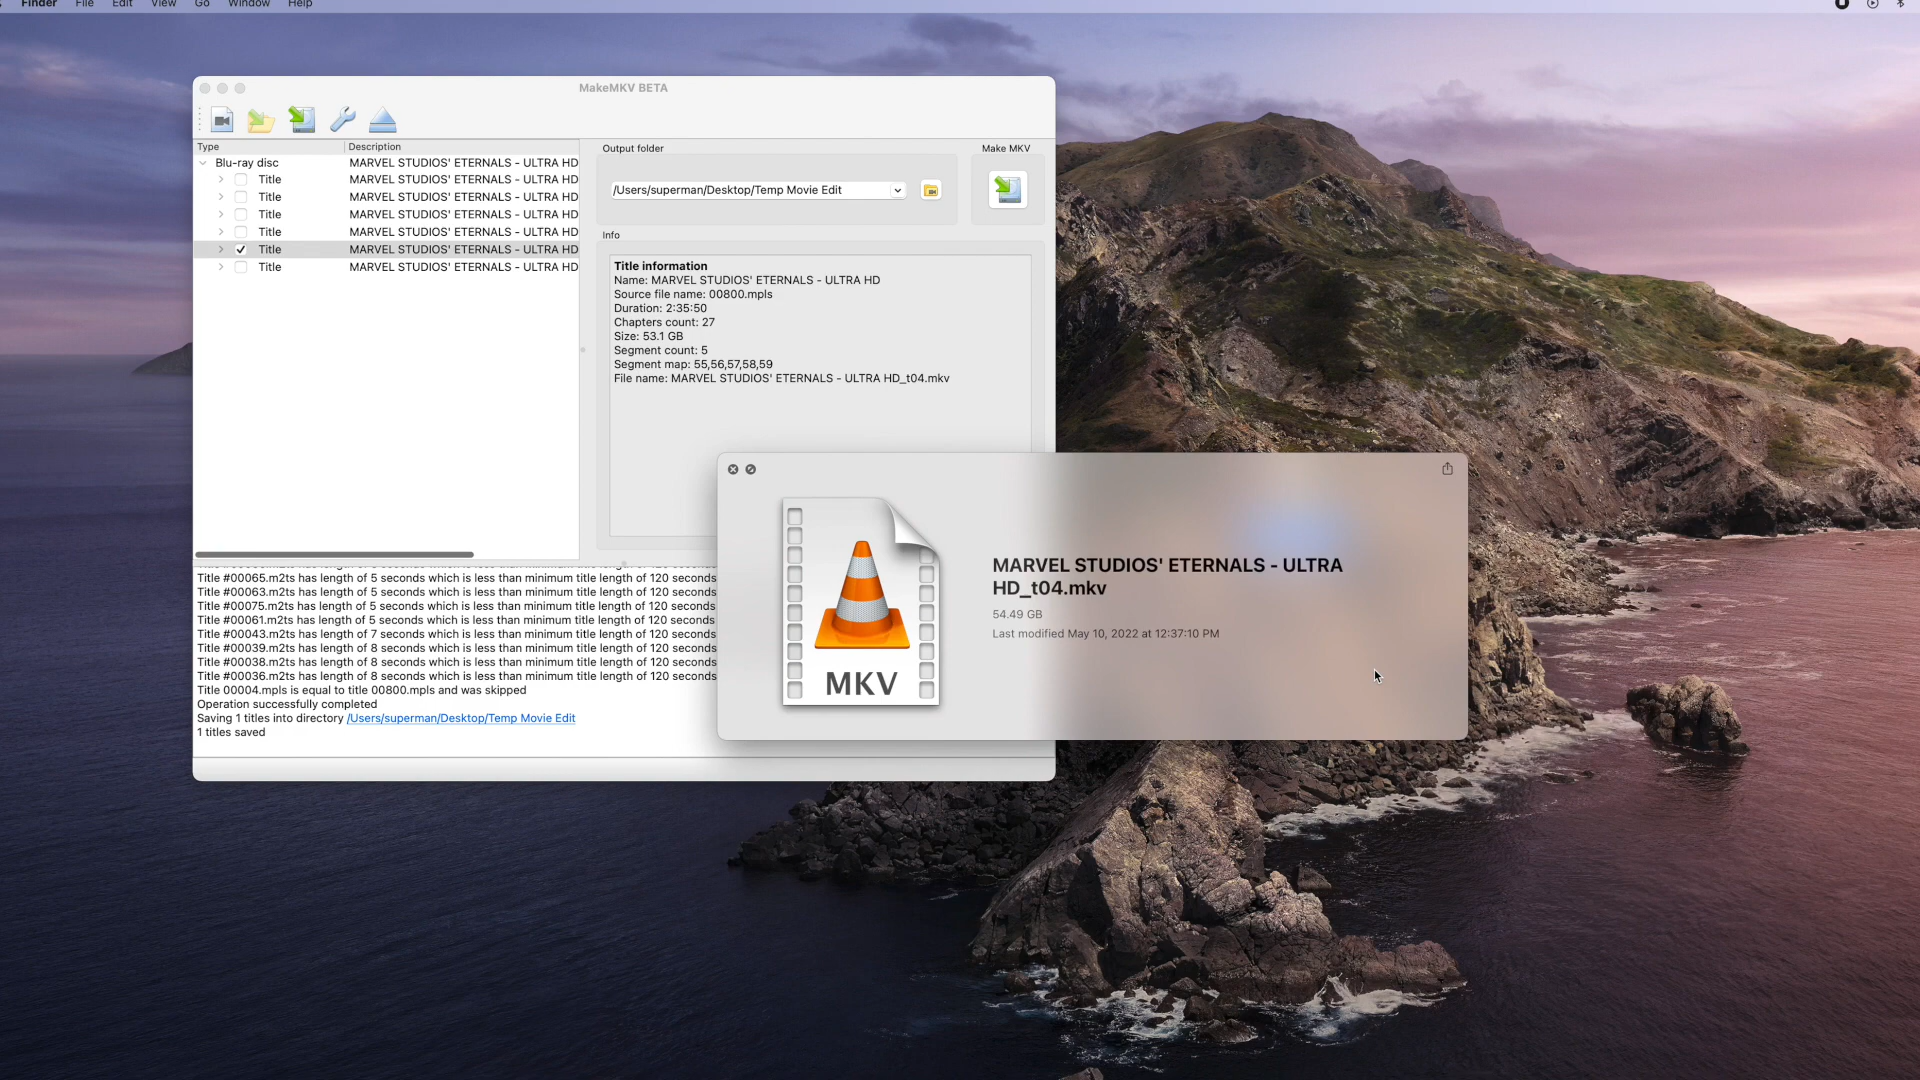 Finder File Edit View Go Window Help
MakeMKV BETA
Type Description
Blu-ray disc MARVEL STUDIOS' ETERNALS - ULTRA HD
Title MARVEL STUDIOS' ETERNALS - ULTRA HD
Title MARVEL STUDIOS' ETERNALS - ULTRA HD
Title MARVEL STUDIOS' ETERNALS - ULTRA HD
Title MARVEL STUDIOS' ETERNALS - ULTRA HD
Title MARVEL STUDIOS' ETERNALS - ULTRA HD
Title MARVEL STUDIOS' ETERNALS - ULTRA HD
Output folder
/Users/superman/Desktop/Temp Movie Edit
Make MKV
Info
Title information
Name: MARVEL STUDIOS' ETERNALS - ULTRA HD
Source file name: 00800.mpls
Duration: 2:35:50
Chapters count: 27
Size: 53.1 GB
Segment count: 5
Segment map: 55,56,57,58,59
File name: MARVEL STUDIOS' ETERNALS - ULTRA HD_t04.mkv
Title #00065.m2ts has length of 5 seconds which is less than minimum title length of 120 seconds
Title #00063.m2ts has length of 5 seconds which is less than minimum title length of 120 seconds
Title #00075.m2ts has length of 5 seconds which is less than minimum title length of 120 seconds
Title #00061.m2ts has length of 5 seconds which is less than minimum title length of 120 seconds
Title #00043.m2ts has length of 7 seconds which is less than minimum title length of 120 seconds
Title #00039.m2ts has length of 8 seconds which is less than minimum title length of 120 seconds
Title #00038.m2ts has length of 8 seconds which is less than minimum title length of 120 seconds
Title #00036.m2ts has length of 8 seconds which is less than minimum title length of 120 seconds
Title 00004.mpls is equal to title 00800.mpls and was skipped
Operation successfully completed
Saving 1 titles into directory /Users/superman/Desktop/Temp Movie Edit
1 titles saved
MKV
MARVEL STUDIOS' ETERNALS - ULTRA
HD_t04.mkv
54.49 GB
Last modified May 10, 2022 at 12:37:10 PM